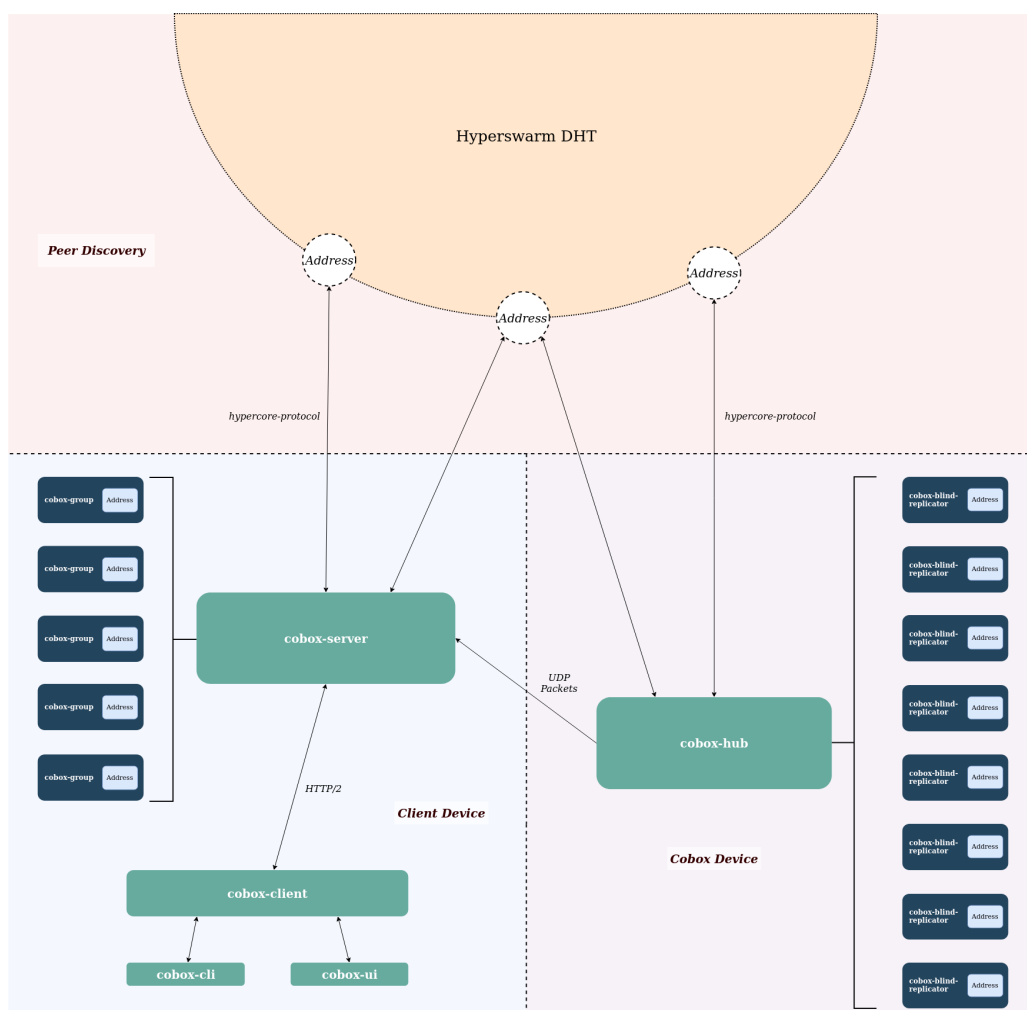 Hyperswarm DHT
Peer Discovery
Address
Address
Address
hypercore-protocol
hypercore-protocol
cobox-group
Address
cobox-group
Address
cobox-group
Address
cobox-group
Address
cobox-group
Address
cobox-server
UDP
Packets
cobox-hub
HTTP/2
Client Device
Cobox Device
cobox-client
cobox-cli
cobox-ui
cobox-blind-
replicator
Address
cobox-blind-
replicator
Address
cobox-blind-
replicator
Address
cobox-blind-
replicator
Address
cobox-blind-
replicator
Address
cobox-blind-
replicator
Address
cobox-blind-
replicator
Address
cobox-blind-
replicator
Address